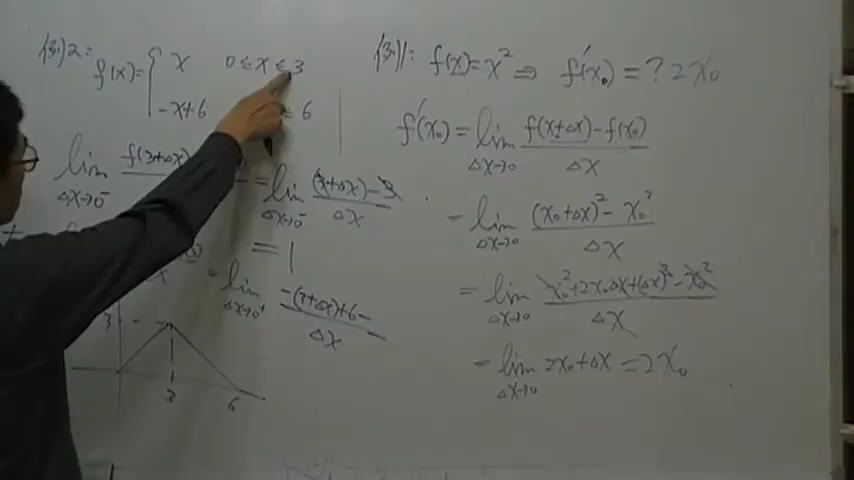 例2:
f(x)= { x 0≤x≤3
-x+6 ≤6
lim Δx→0⁻ f(3+Δx)
= lim Δx→0⁻ (3+Δx)-3 / Δx
= 1
= lim Δx→0⁺ -(3+Δx)+6- / Δx
3
3 6
例1: f(x)=x² ⇒ f'(x₀)=? 2x₀
f'(x₀) = lim Δx→0 f(x+Δx)-f(x₀) / Δx
= lim Δx→0 (x₀+Δx)²-x₀² / Δx
= lim Δx→0 x₀²+2x₀Δx+(Δx)²-x₀² / Δx
= lim Δx→0 2x₀+Δx = 2x₀